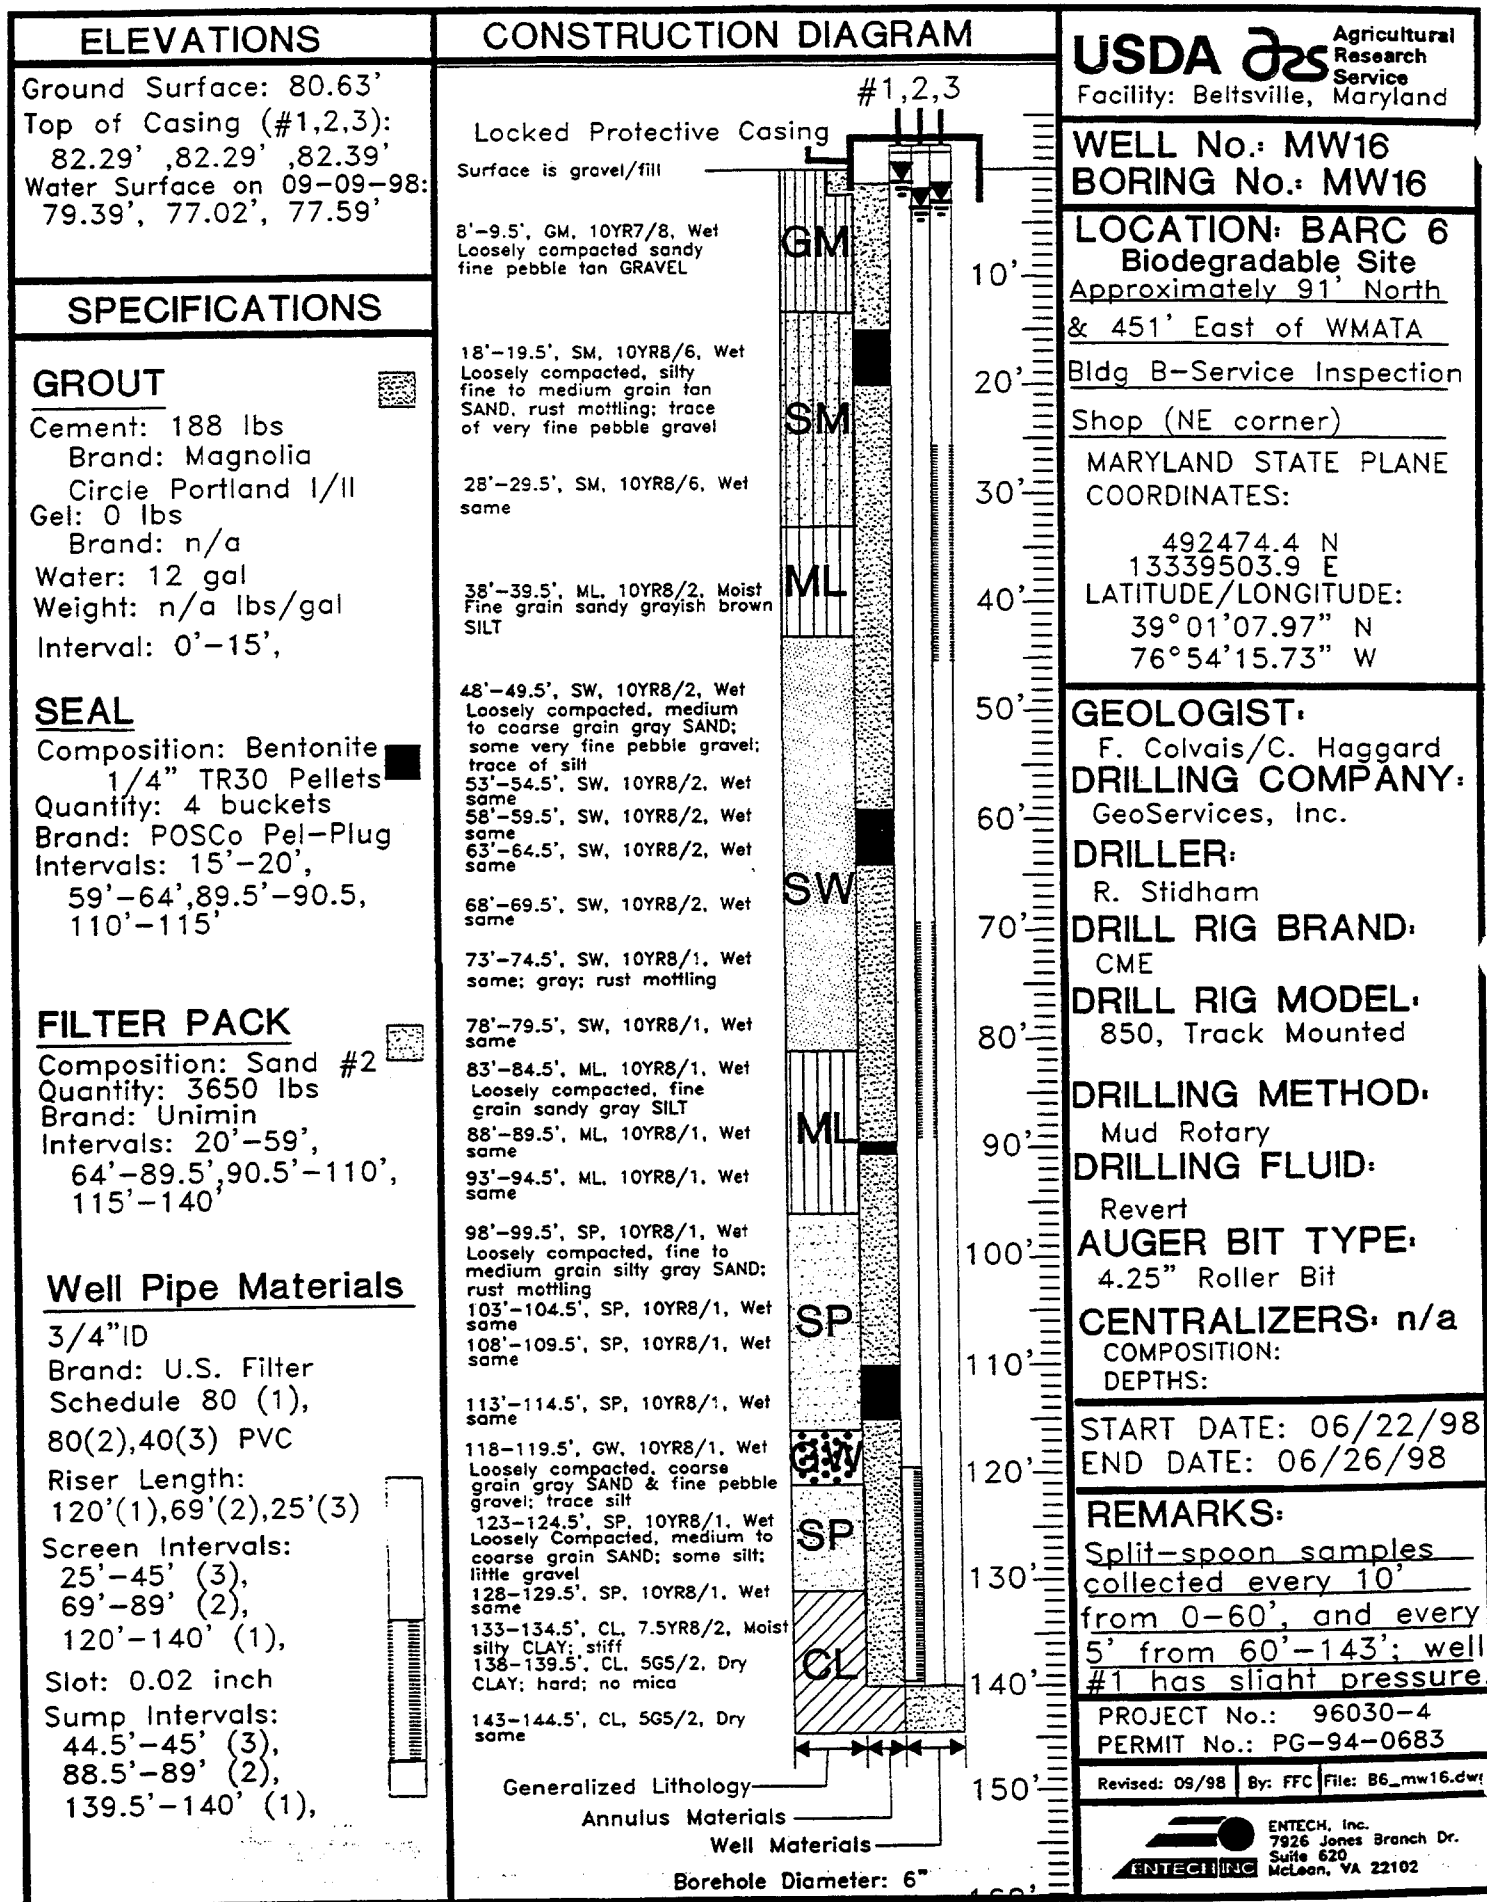 ELEVATIONS
Ground Surface: 80.63'
Top of Casing (#1,2,3):
82.29' ,82.29' ,82.39'
Water Surface on 09-09-98:
79.39', 77.02', 77.59'
SPECIFICATIONS
GROUT
Cement: 188 lbs
Brand: Magnolia
Circle Portland I/II
Gel: 0 lbs
Brand: n/a
Water: 12 gal
Weight: n/a lbs/gal
Interval: 0'-15',
SEAL
Composition: Bentonite
1/4" TR30 Pellets
Quantity: 4 buckets
Brand: POSCo Pel-Plug
Intervals: 15'-20',
59'-64',89.5'-90.5,
110'-115'
FILTER PACK
Composition: Sand #2
Quantity: 3650 lbs
Brand: Unimin
Intervals: 20'-59',
64'-89.5',90.5'-110',
115'-140'
Well Pipe Materials
3/4"ID
Brand: U.S. Filter
Schedule 80 (1),
80(2),40(3) PVC
Riser Length:
120'(1),69'(2),25'(3)
Screen Intervals:
25'-45' (3),
69'-89' (2),
120'-140' (1),
Slot: 0.02 inch
Sump Intervals:
44.5'-45' (3),
88.5'-89' (2),
139.5'-140' (1),
CONSTRUCTION DIAGRAM
#1,2,3
Locked Protective Casing
Surface is gravel/fill
8'-9.5', GM, 10YR7/8, Wet
Loosely compacted sandy
fine pebble tan GRAVEL
18'-19.5', SM, 10YR8/6, Wet
Loosely compacted, silty
fine to medium grain tan
SAND, rust mottling; trace
of very fine pebble gravel
28'-29.5', SM, 10YR8/6, Wet
same
38'-39.5', ML, 10YR8/2, Moist
Fine grain sandy grayish brown
SILT
48'-49.5', SW, 10YR8/2, Wet
Loosely compacted, medium
to coarse grain gray SAND;
some very fine pebble gravel;
trace of silt
53'-54.5', SW, 10YR8/2, Wet
same
58'-59.5', SW, 10YR8/2, Wet
same
63'-64.5', SW, 10YR8/2, Wet
same
68'-69.5', SW, 10YR8/2, Wet
same
73'-74.5', SW, 10YR8/1, Wet
same; gray; rust mottling
78'-79.5', SW, 10YR8/1, Wet
same
83'-84.5', ML, 10YR8/1, Wet
Loosely compacted, fine
grain sandy gray SILT
88'-89.5', ML, 10YR8/1, Wet
same
93'-94.5', ML, 10YR8/1, Wet
same
98'-99.5', SP, 10YR8/1, Wet
Loosely compacted, fine to
medium grain silty gray SAND;
rust mottling
103'-104.5', SP, 10YR8/1, Wet
same
108'-109.5', SP, 10YR8/1, Wet
same
113'-114.5', SP, 10YR8/1, Wet
same
118-119.5', GW, 10YR8/1, Wet
Loosely compacted, coarse
grain gray SAND & fine pebble
gravel; trace silt
123-124.5', SP, 10YR8/1, Wet
Loosely Compacted, medium to
coarse grain SAND; some silt;
little gravel
128-129.5', SP, 10YR8/1, Wet
same
133-134.5', CL, 7.5YR8/2, Moist
silty CLAY; stiff
138-139.5', CL, 5G5/2, Dry
CLAY; hard; no mica
143-144.5', CL, 5G5/2, Dry
same
GM
SM
ML
SW
ML
SP
GW
SP
CL
10'
20'
30'
40'
50'
60'
70'
80'
90'
100'
110'
120'
130'
140'
150'
Generalized Lithology
Annulus Materials
Well Materials
Borehole Diameter: 6"
USDA ars Agricultural
Research
Service
Facility: Beltsville, Maryland
WELL No.: MW16
BORING No.: MW16
LOCATION: BARC 6
Biodegradable Site
Approximately 91' North
& 451' East of WMATA
Bldg B-Service Inspection
Shop (NE corner)
MARYLAND STATE PLANE
COORDINATES:
492474.4 N
13339503.9 E
LATITUDE/LONGITUDE:
39°01'07.97" N
76°54'15.73" W
GEOLOGIST:
F. Colvais/C. Haggard
DRILLING COMPANY:
GeoServices, Inc.
DRILLER:
R. Stidham
DRILL RIG BRAND:
CME
DRILL RIG MODEL:
850, Track Mounted
DRILLING METHOD:
Mud Rotary
DRILLING FLUID:
Revert
AUGER BIT TYPE:
4.25" Roller Bit
CENTRALIZERS: n/a
COMPOSITION:
DEPTHS:
START DATE: 06/22/98
END DATE: 06/26/98
REMARKS:
Split-spoon samples
collected every 10'
from 0-60', and every
5' from 60'-143'; well
#1 has slight pressure.
PROJECT No.: 96030-4
PERMIT No.: PG-94-0683
Revised: 09/98 By: FFC File: B6_mw16.dwg
ENTECH INC
ENTECH, Inc.
7926 Jones Branch Dr.
Suite 620
McLean, VA 22102